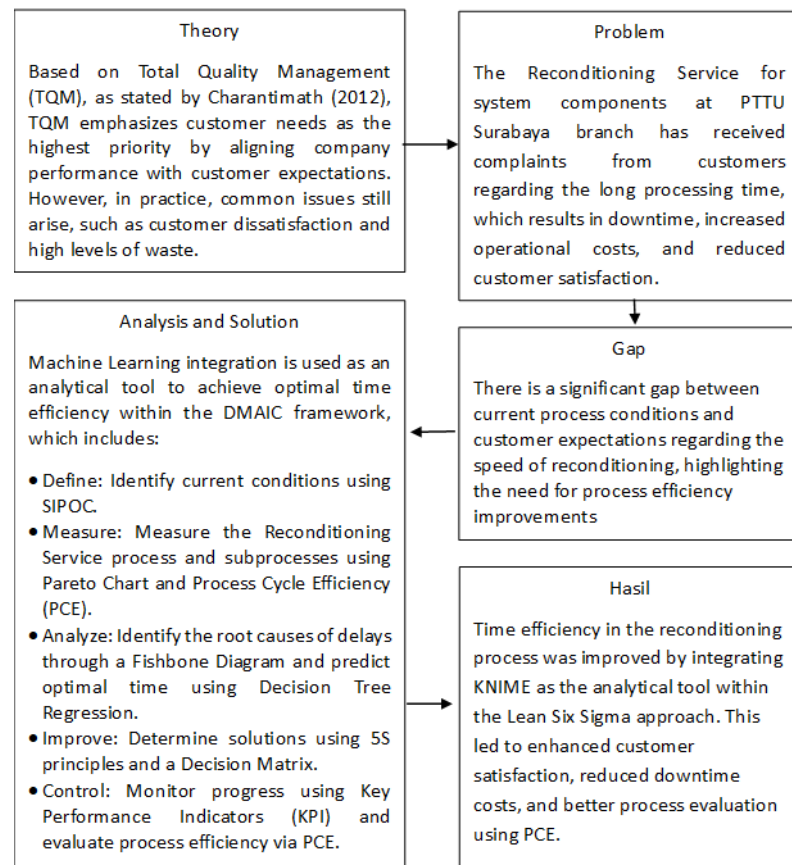 Theory
Based on Total Quality Management
(TQM), as stated by Charantimath (2012),
TQM emphasizes customer needs as the
highest priority by aligning company
performance with customer expectations.
However, in practice, common issues still
arise, such as customer dissatisfaction and
high levels of waste.
Problem
The Reconditioning Service for
system components at PTTU
Surabaya branch has received
complaints from customers
regarding the long processing time,
which results in downtime, increased
operational costs, and reduced
customer satisfaction.
Gap
There is a significant gap between
current process conditions and
customer expectations regarding the
speed of reconditioning, highlighting
the need for process efficiency
improvements
Analysis and Solution
Machine Learning integration is used as an
analytical tool to achieve optimal time
efficiency within the DMAIC framework,
which includes:
• Define: Identify current conditions using
SIPOC.
• Measure: Measure the Reconditioning
Service process and subprocesses using
Pareto Chart and Process Cycle Efficiency
(PCE).
• Analyze: Identify the root causes of delays
through a Fishbone Diagram and predict
optimal time using Decision Tree
Regression.
• Improve: Determine solutions using 5S
principles and a Decision Matrix.
• Control: Monitor progress using Key
Performance Indicators (KPI) and
evaluate process efficiency via PCE.
Hasil
Time efficiency in the reconditioning
process was improved by integrating
KNIME as the analytical tool within
the Lean Six Sigma approach. This
led to enhanced customer
satisfaction, reduced downtime
costs, and better process evaluation
using PCE.